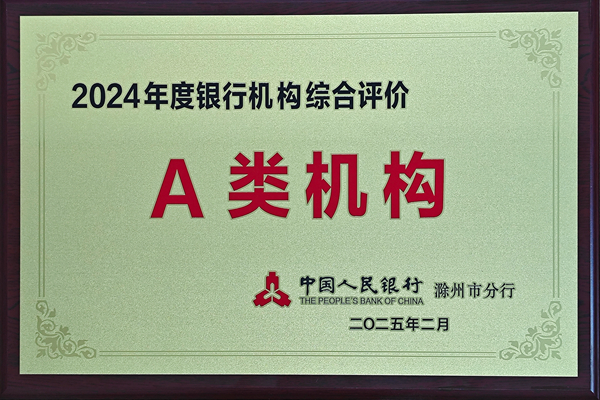 2024年度银行机构综合评价
A类机构
中国人民银行 滁州市分行
THE PEOPLE'S BANK OF CHINA
二〇二五年二月